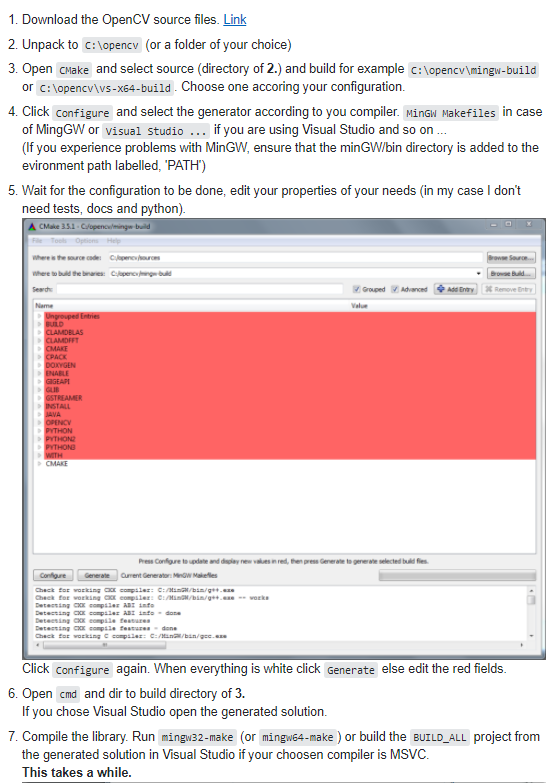 1. Download the OpenCV source files. Link
2. Unpack to C:\opencv (or a folder of your choice)
3. Open CMake and select source (directory of 2.) and build for example C:\opencv\mingw-build
or C:\opencv\vs-x64-build. Choose one accoring your configuration.
4. Click Configure and select the generator according to you compiler. MinGW Makefiles in case
of MingGW or Visual Studio ... if you are using Visual Studio and so on ...
(If you experience problems with MinGW, ensure that the minGW/bin directory is added to the
evironment path labelled, 'PATH')
5. Wait for the configuration to be done, edit your properties of your needs (in my case I don't
need tests, docs and python).
CMake 3.5.1 - C:/opencv/mingw-build
File Tools Options Help
Where is the source code: C:/opencv/sources Browse Source...
Where to build the binaries: C:/opencv/mingw-build Browse Build...
Search: Grouped Advanced Add Entry Remove Entry
Name Value
Ungrouped Entries
BUILD
CLAMDBLAS
CLAMDFFT
CMAKE
CPACK
DOXYGEN
ENABLE
GIGEAPI
GLIB
GSTREAMER
INSTALL
JAVA
OPENCV
PYTHON
PYTHON2
PYTHON3
WITH
CMAKE
Press Configure to update and display new values in red, then press Generate to generate selected build files.
Configure Generate Current Generator: MinGW Makefiles
Check for working CXX compiler: C:/MinGW/bin/g++.exe
Check for working CXX compiler: C:/MinGW/bin/g++.exe -- works
Detecting CXX compiler ABI info
Detecting CXX compiler ABI info - done
Detecting CXX compile features
Detecting CXX compile features - done
Check for working C compiler: C:/MinGW/bin/gcc.exe
Click Configure again. When everything is white click Generate else edit the red fields.
6. Open cmd and dir to build directory of 3.
If you chose Visual Studio open the generated solution.
7. Compile the library. Run mingw32-make (or mingw64-make) or build the BUILD_ALL project from
the generated solution in Visual Studio if your choosen compiler is MSVC.
This takes a while.